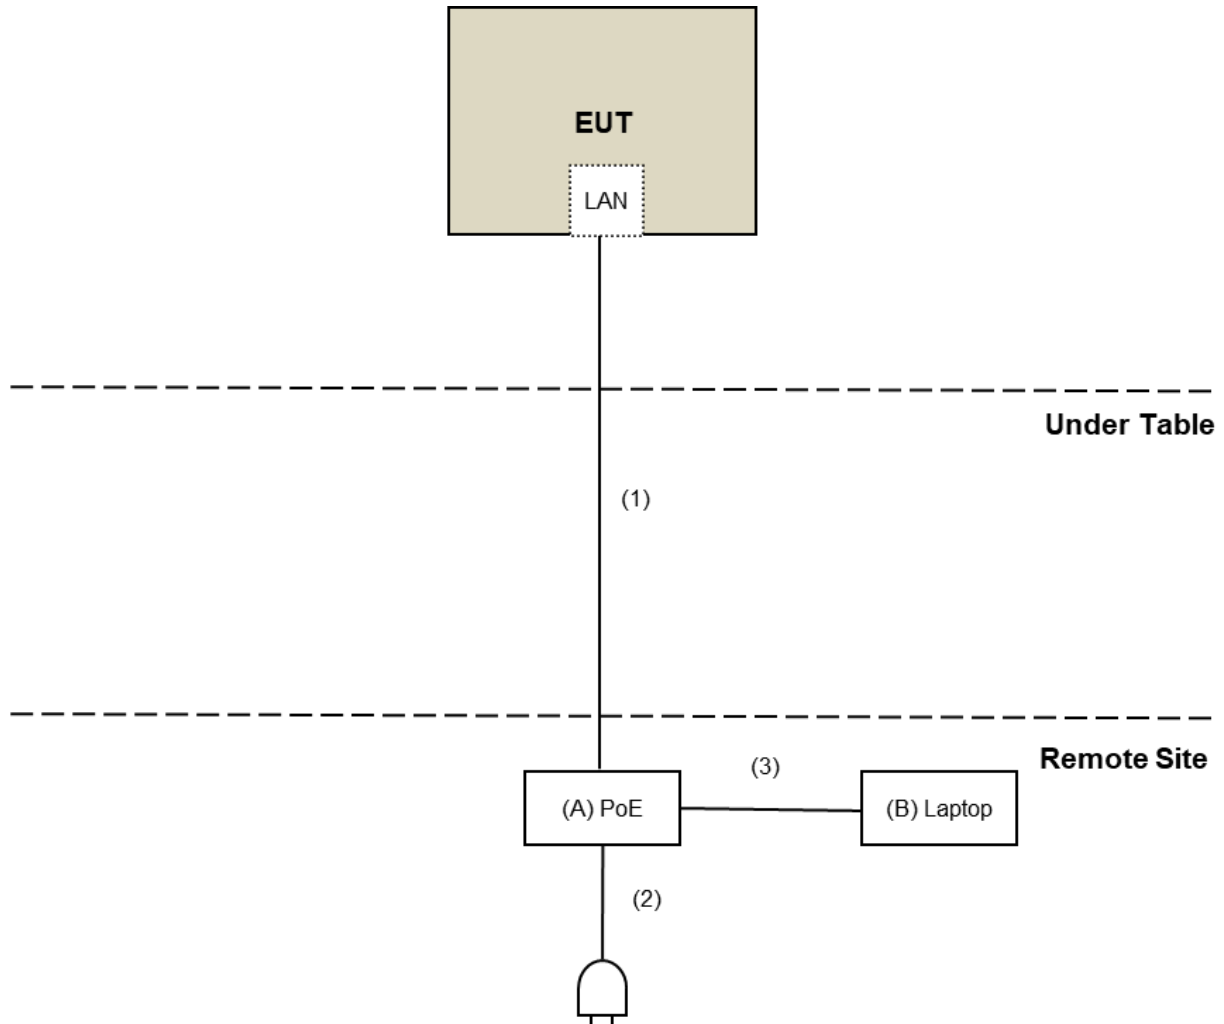 EUT
LAN
Under Table
(1)
Remote Site
(3)
(A) PoE
(B) Laptop
(2)